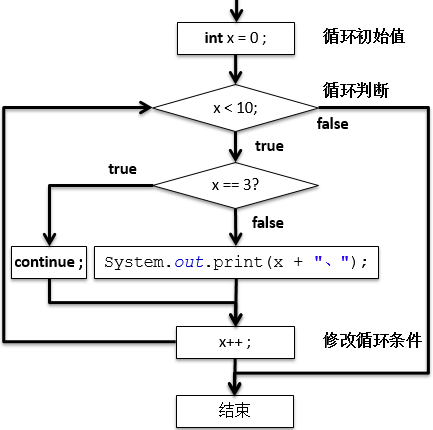 int x = 0 ;
循环初始值
循环判断
x < 10;
false
true
true
x == 3?
false
continue ;
System.out.print(x + "、");
x++ ;
修改循环条件
结束